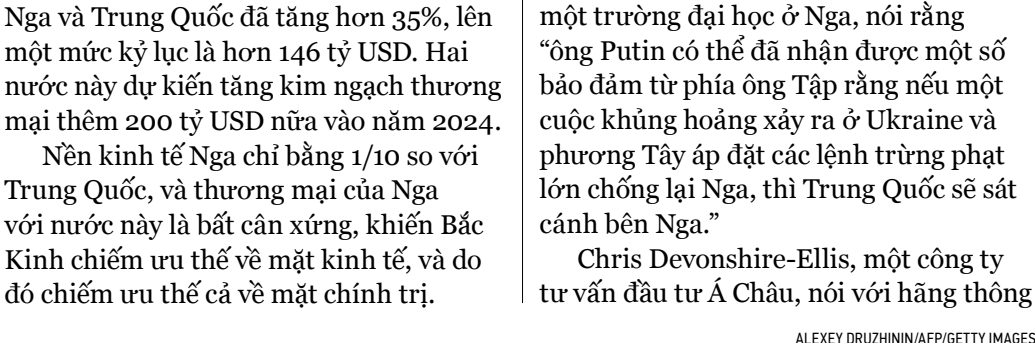 Nga và Trung Quốc đã tăng hơn 35%, lên
một mức kỷ lục là hơn 146 tỷ USD. Hai
nước này dự kiến tăng kim ngạch thương
mại thêm 200 tỷ USD nữa vào năm 2024.
Nền kinh tế Nga chỉ bằng 1/10 so với
Trung Quốc, và thương mại của Nga
với nước này là bất cân xứng, khiến Bắc
Kinh chiếm ưu thế về mặt kinh tế, và do
đó chiếm ưu thế cả về mặt chính trị.
một trường đại học ở Nga, nói rằng
“ông Putin có thể đã nhận được một số
bảo đảm từ phía ông Tập rằng nếu một
cuộc khủng hoảng xảy ra ở Ukraine và
phương Tây áp đặt các lệnh trừng phạt
lớn chống lại Nga, thì Trung Quốc sẽ sát
cánh bên Nga.”
Chris Devonshire-Ellis, một công ty
tư vấn đầu tư Á Châu, nói với hãng thông
ALEXEY DRUZHININ/AFP/GETTY IMAGES